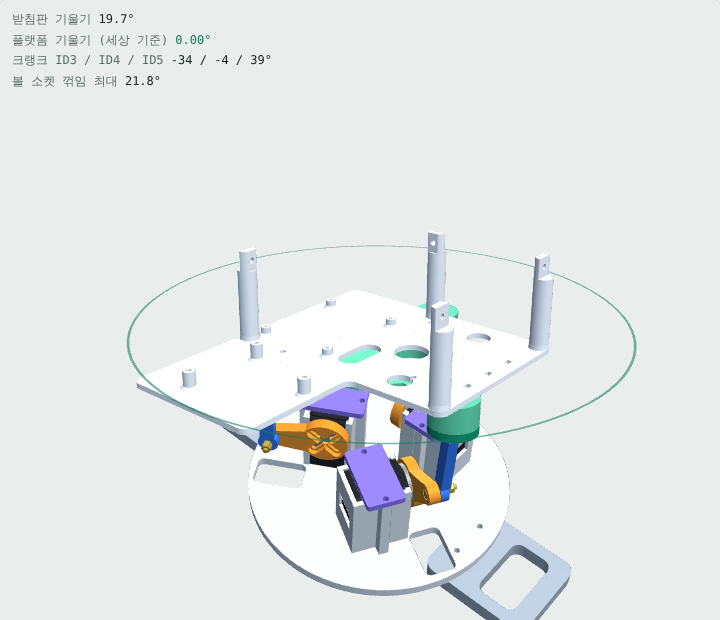 받침판 기울기 19.7°
플랫폼 기울기 (세상 기준) 0.00°
크랭크 ID3 / ID4 / ID5 -34 / -4 / 39°
볼 소켓 꺾임 최대 21.8°